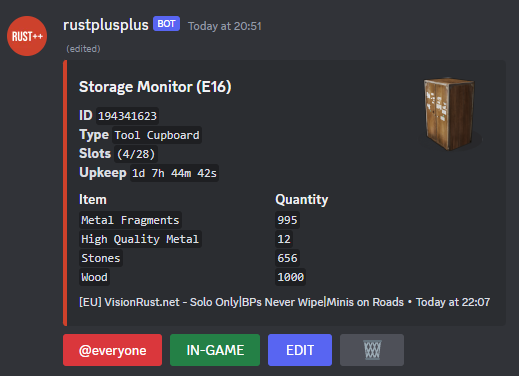 RUST++
rustplusplus BOT Today at 20:51
(edited)
Storage Monitor (E16)
ID 194341623
Type Tool Cupboard
Slots (4/28)
Upkeep 1d 7h 44m 42s
Item Quantity
Metal Fragments 995
High Quality Metal 12
Stones 656
Wood 1000
[EU] VisionRust.net - Solo Only|BPs Never Wipe|Minis on Roads • Today at 22:07
@everyone IN-GAME EDIT